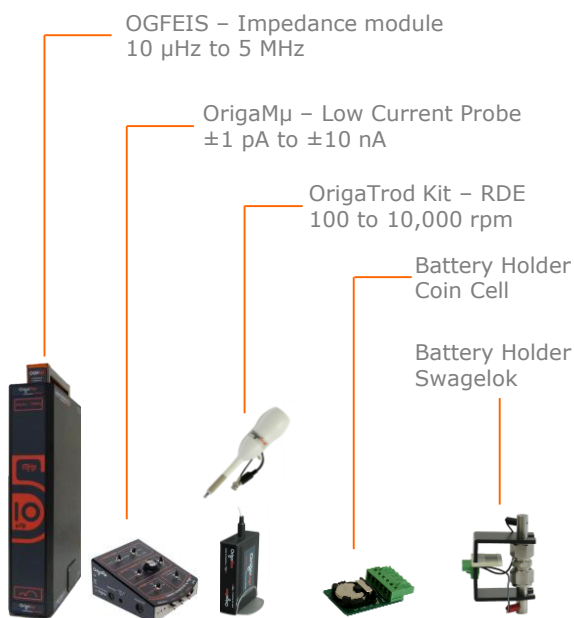 OGFEIS – Impedance module
10 µHz to 5 MHz
OrigaMµ – Low Current Probe
±1 pA to ±10 nA
OrigaTrod Kit – RDE
100 to 10,000 rpm
Battery Holder
Coin Cell
Battery Holder
Swagelok